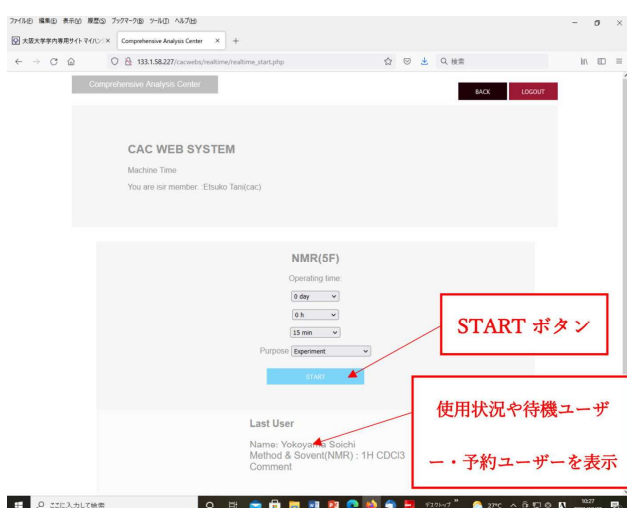 ファイル(F) 編集(E) 表示(V) 履歴(S) ブックマーク(B) ツール(T) ヘルプ(H)
大阪大学学内専用サイト マイハン × Comprehensive Analysis Center × +
133.1.58.227/cacwebs/realtime/realtime_start.php 検索
Comprehensive Analysis Center
BACK LOGOUT
CAC WEB SYSTEM
Machine Time
You are isir member. Etsuko Tani(cac)
NMR(5F)
Operating time:
0 day
0 h
15 min
Purpose Experiment
START
START ボタン
使用状況や待機ユーザ
ー・予約ユーザーを表示
Last User
Name: Yokoyama Soichi
Method & Sovent(NMR) : 1H CDCl3
Comment
ここに入力して検索
27°C
10:27